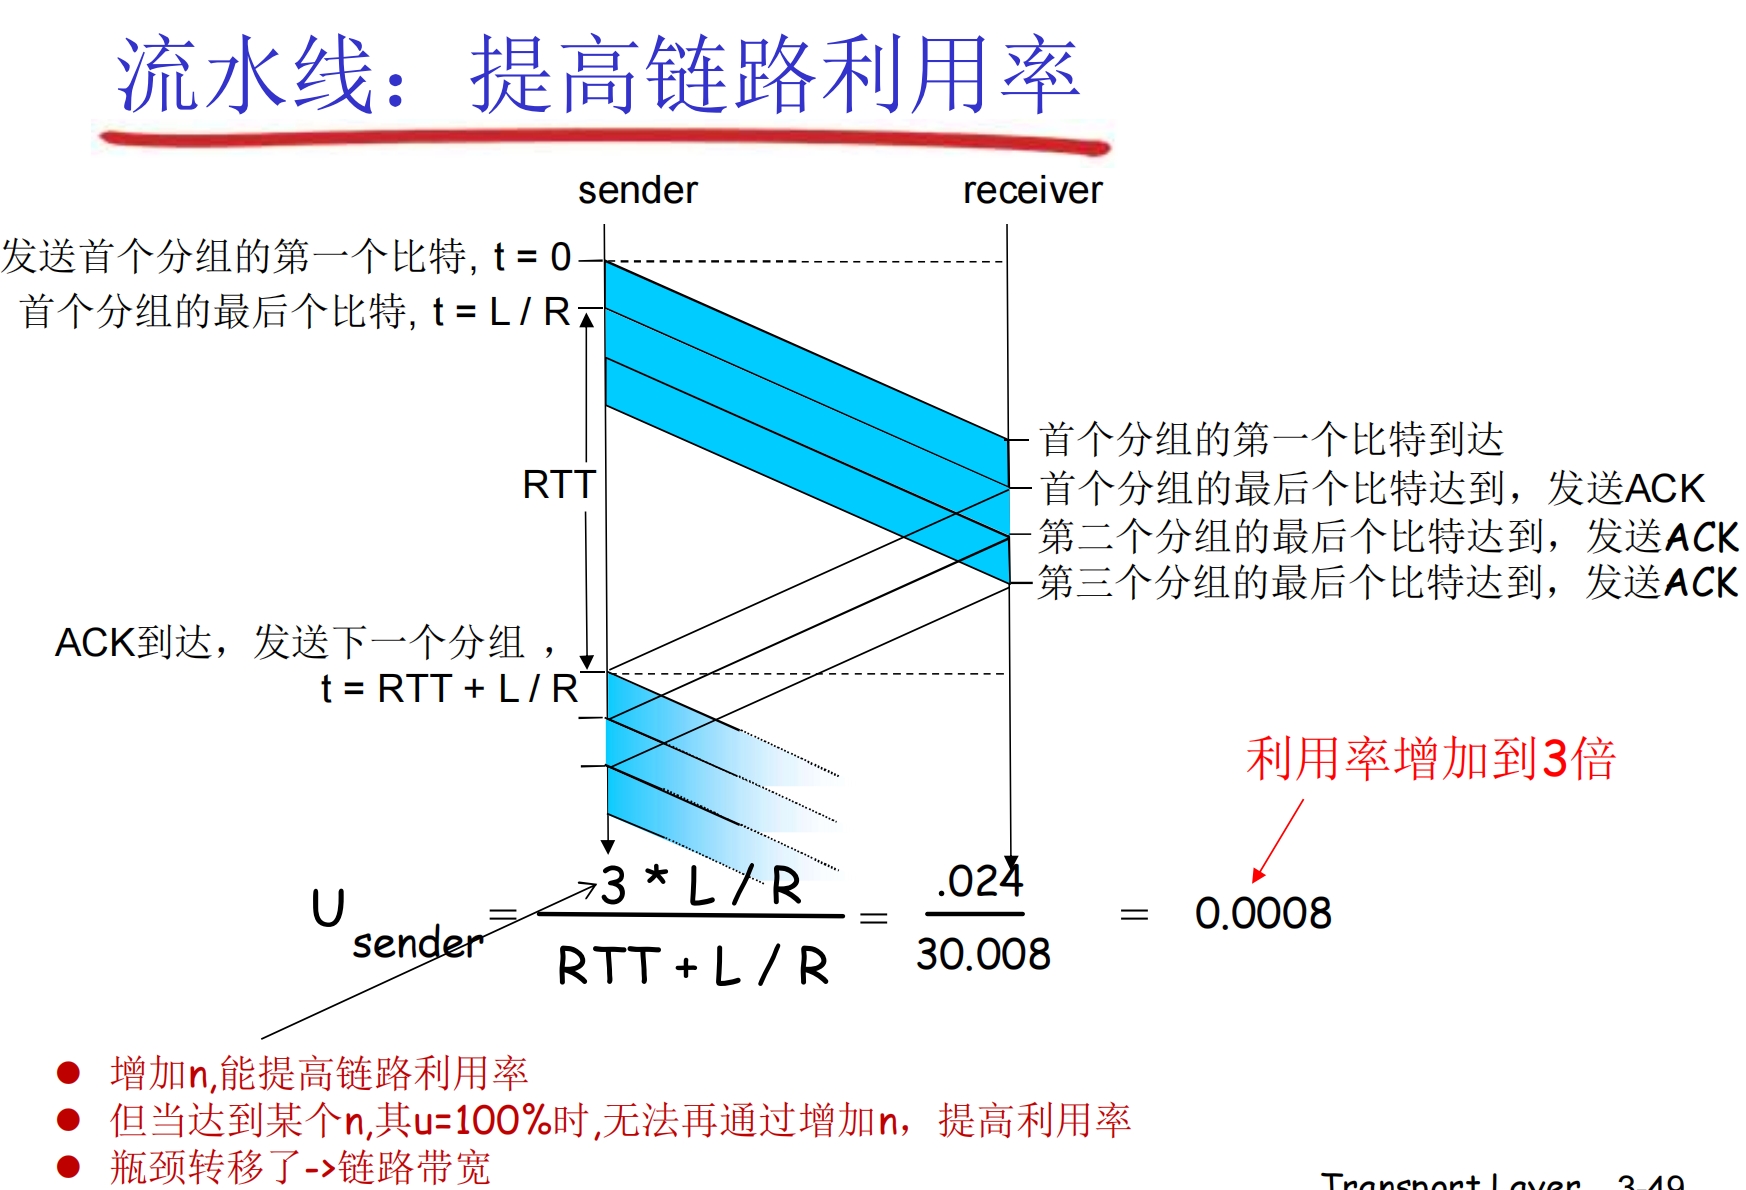 流水线：提高链路利用率
sender
receiver
发送首个分组的第一个比特, t = 0
首个分组的最后个比特, t = L / R
首个分组的第一个比特到达
RTT
首个分组的最后个比特达到，发送ACK
第二个分组的最后个比特达到，发送ACK
第三个分组的最后个比特达到，发送ACK
ACK到达，发送下一个分组，
t = RTT + L / R
利用率增加到3倍
U sender = 3 * L / R
RTT + L / R
= .024
30.008
= 0.0008
增加n,能提高链路利用率
但当达到某个n,其u=100%时,无法再通过增加n，提高利用率
瓶颈转移了->链路带宽
Transport Layer 3-49